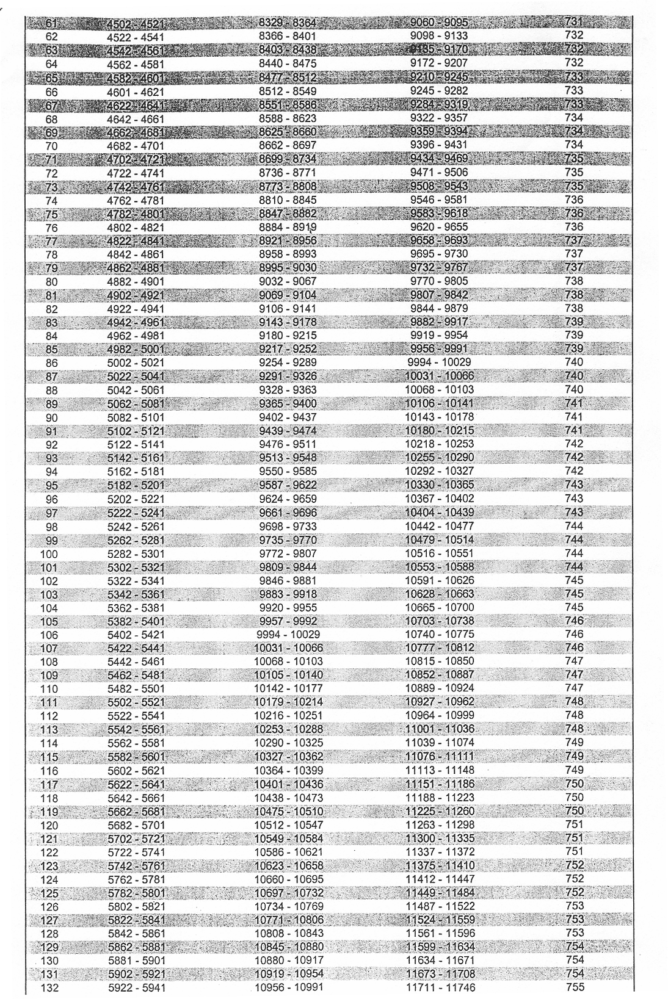 61 4502 - 4521 8329 - 8364 9060 - 9095 731
62 4522 - 4541 8366 - 8401 9098 - 9133 732
63 4542 - 4561 8403 - 8438 - 9170 732
64 4562 - 4581 8440 - 8475 9172 - 9207 732
65 4582 - 4601 8477 - 8512 9210 - 9245 733
66 4601 - 4621 8512 - 8549 9245 - 9282 733
67 4622 - 4641 8551 - 8586 9284 - 9319 733
68 4642 - 4661 8588 - 8623 9322 - 9357 734
69 4662 - 4681 8625 - 8660 9359 - 9394 734
70 4682 - 4701 8662 - 8697 9396 - 9431 734
71 4702 - 4721 8699 - 8734 9434 - 9469 735
72 4722 - 4741 8736 - 8771 9471 - 9506 735
73 4742 - 4761 8773 - 8808 9508 - 9543 735
74 4762 - 4781 8810 - 8845 9546 - 9581 736
75 4782 - 4801 8847 - 8882 9583 - 9618 736
76 4802 - 4821 8884 - 8919 9620 - 9655 736
77 4822 - 4841 8921 - 8956 9658 - 9693 737
78 4842 - 4861 8958 - 8993 9695 - 9730 737
79 4862 - 4881 8995 - 9030 9732 - 9767 737
80 4882 - 4901 9032 - 9067 9770 - 9805 738
81 4902 - 4921 9069 - 9104 9807 - 9842 738
82 4922 - 4941 9106 - 9141 9844 - 9879 738
83 4942 - 4961 9143 - 9178 9882 - 9917 739
84 4962 - 4981 9180 - 9215 9919 - 9954 739
85 4982 - 5001 9217 - 9252 9956 - 9991 739
86 5002 - 5021 9254 - 9289 9994 - 10029 740
87 5022 - 5041 9291 - 9326 10031 - 10066 740
88 5042 - 5061 9328 - 9363 10068 - 10103 740
89 5062 - 5081 9365 - 9400 10106 - 10141 741
90 5082 - 5101 9402 - 9437 10143 - 10178 741
91 5102 - 5121 9439 - 9474 10180 - 10215 741
92 5122 - 5141 9476 - 9511 10218 - 10253 742
93 5142 - 5161 9513 - 9548 10255 - 10290 742
94 5162 - 5181 9550 - 9585 10292 - 10327 742
95 5182 - 5201 9587 - 9622 10330 - 10365 743
96 5202 - 5221 9624 - 9659 10367 - 10402 743
97 5222 - 5241 9661 - 9696 10404 - 10439 743
98 5242 - 5261 9698 - 9733 10442 - 10477 744
99 5262 - 5281 9735 - 9770 10479 - 10514 744
100 5282 - 5301 9772 - 9807 10516 - 10551 744
101 5302 - 5321 9809 - 9844 10553 - 10588 744
102 5322 - 5341 9846 - 9881 10591 - 10626 745
103 5342 - 5361 9883 - 9918 10628 - 10663 745
104 5362 - 5381 9920 - 9955 10665 - 10700 745
105 5382 - 5401 9957 - 9992 10703 - 10738 746
106 5402 - 5421 9994 - 10029 10740 - 10775 746
107 5422 - 5441 10031 - 10066 10777 - 10812 746
108 5442 - 5461 10068 - 10103 10815 - 10850 747
109 5462 - 5481 10105 - 10140 10852 - 10887 747
110 5482 - 5501 10142 - 10177 10889 - 10924 747
111 5502 - 5521 10179 - 10214 10927 - 10962 748
112 5522 - 5541 10216 - 10251 10964 - 10999 748
113 5542 - 5561 10253 - 10288 11001 - 11036 748
114 5562 - 5581 10290 - 10325 11039 - 11074 749
115 5582 - 5601 10327 - 10362 11076 - 11111 749
116 5602 - 5621 10364 - 10399 11113 - 11148 749
117 5622 - 5641 10401 - 10436 11151 - 11186 750
118 5642 - 5661 10438 - 10473 11188 - 11223 750
119 5662 - 5681 10475 - 10510 11225 - 11260 750
120 5682 - 5701 10512 - 10547 11263 - 11298 751
121 5702 - 5721 10549 - 10584 11300 - 11335 751
122 5722 - 5741 10586 - 10621 11337 - 11372 751
123 5742 - 5761 10623 - 10658 11375 - 11410 752
124 5762 - 5781 10660 - 10695 11412 - 11447 752
125 5782 - 5801 10697 - 10732 11449 - 11484 752
126 5802 - 5821 10734 - 10769 11487 - 11522 753
127 5822 - 5841 10771 - 10806 11524 - 11559 753
128 5842 - 5861 10808 - 10843 11561 - 11596 753
129 5862 - 5881 10845 - 10880 11599 - 11634 754
130 5881 - 5901 10880 - 10917 11634 - 11671 754
131 5902 - 5921 10919 - 10954 11673 - 11708 754
132 5922 - 5941 10956 - 10991 11711 - 11746 755